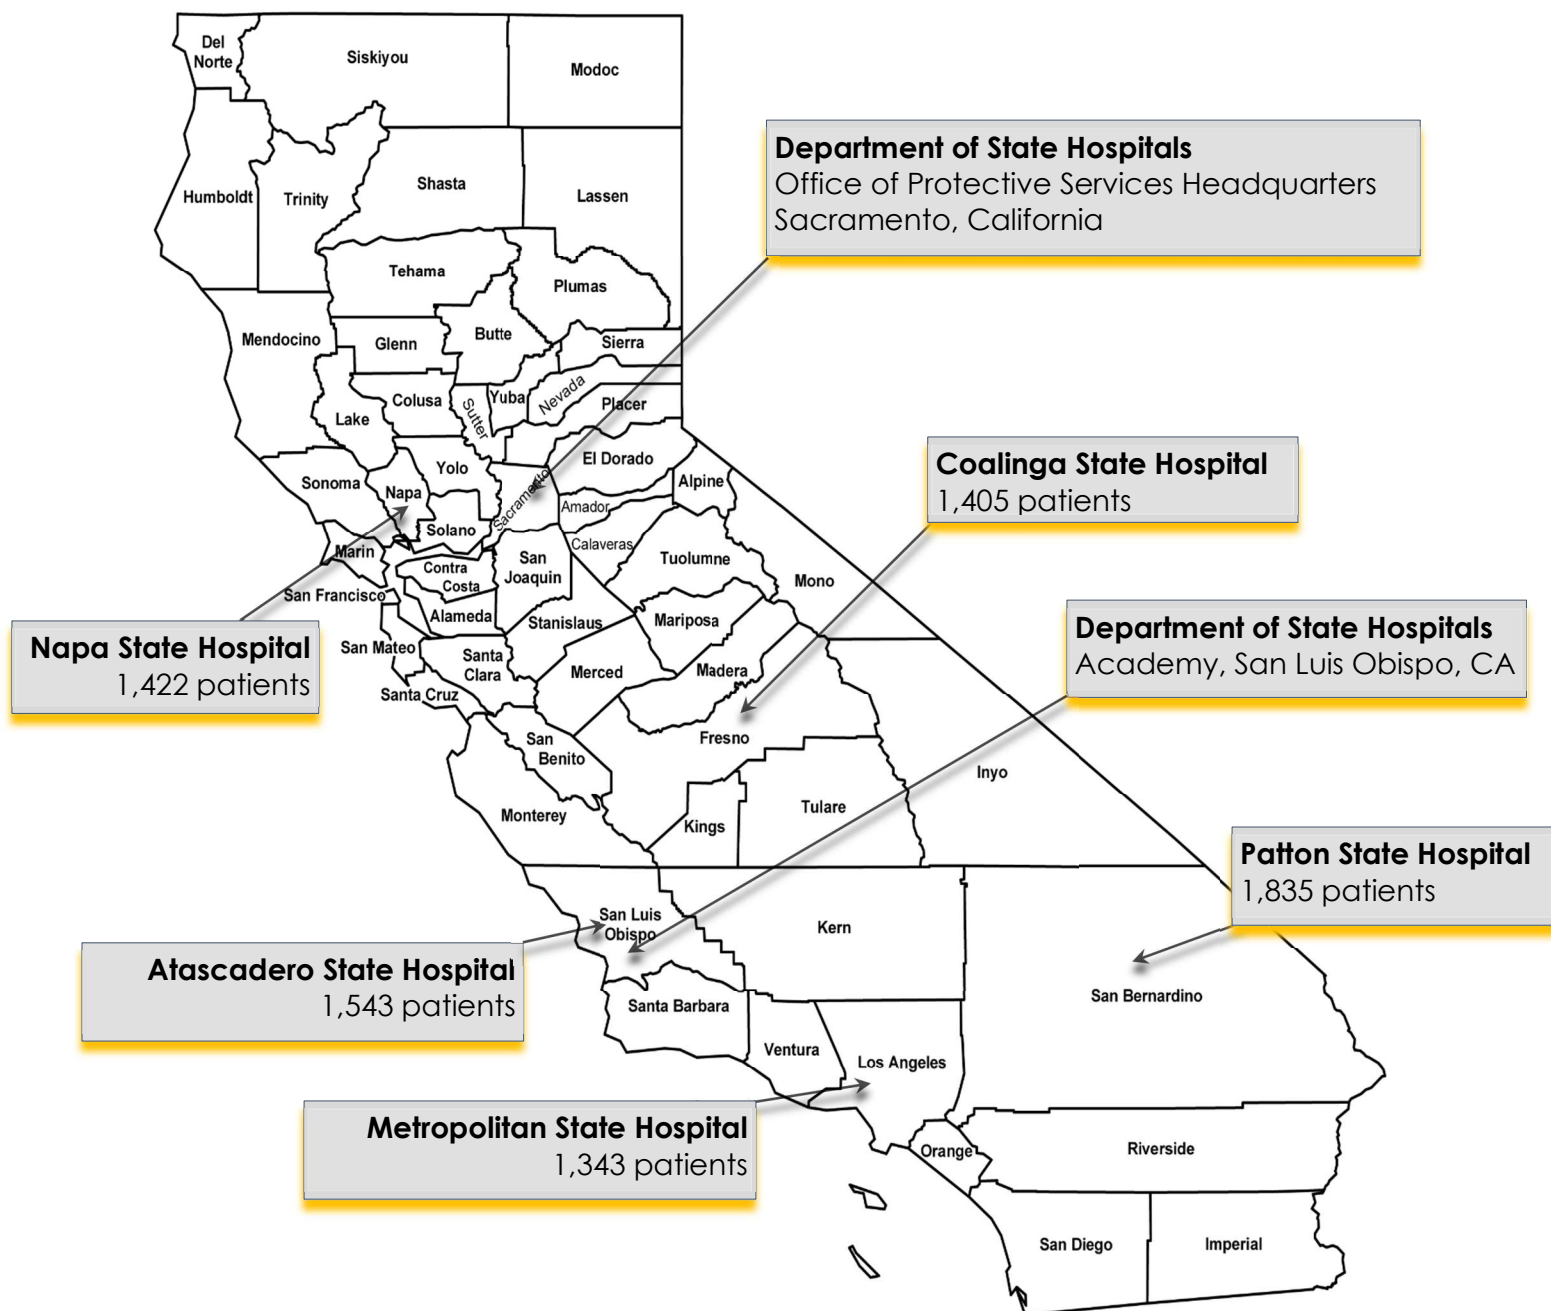 Del
Norte
Siskiyou
Modoc
Humboldt
Trinity
Shasta
Lassen
Department of State Hospitals
Office of Protective Services Headquarters
Sacramento, California
Tehama
Plumas
Mendocino
Glenn
Butte
Sierra
Lake
Colusa
Sutter
Yuba
Nevada
Placer
Sonoma
Napa
Yolo
Sacramento
El Dorado
Alpine
Coalinga State Hospital
1,405 patients
Solano
Amador
Marin
Calaveras
Contra
Costa
San
Joaquin
Tuolumne
Mono
San Francisco
Alameda
Stanislaus
Mariposa
Department of State Hospitals
Academy, San Luis Obispo, CA
Napa State Hospital
1,422 patients
San Mateo
Santa
Clara
Merced
Madera
Santa Cruz
San
Benito
Fresno
Inyo
Monterey
Kings
Tulare
Patton State Hospital
1,835 patients
San Luis
Obispo
Kern
Atascadero State Hospital
1,543 patients
Santa Barbara
San Bernardino
Ventura
Los Angeles
Metropolitan State Hospital
1,343 patients
Orange
Riverside
San Diego
Imperial